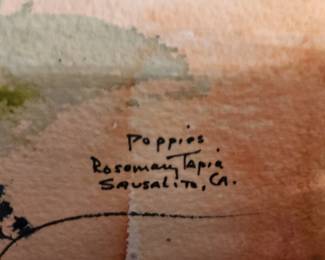 Poppies
Rosemary Tapia
Sausalito, CA.